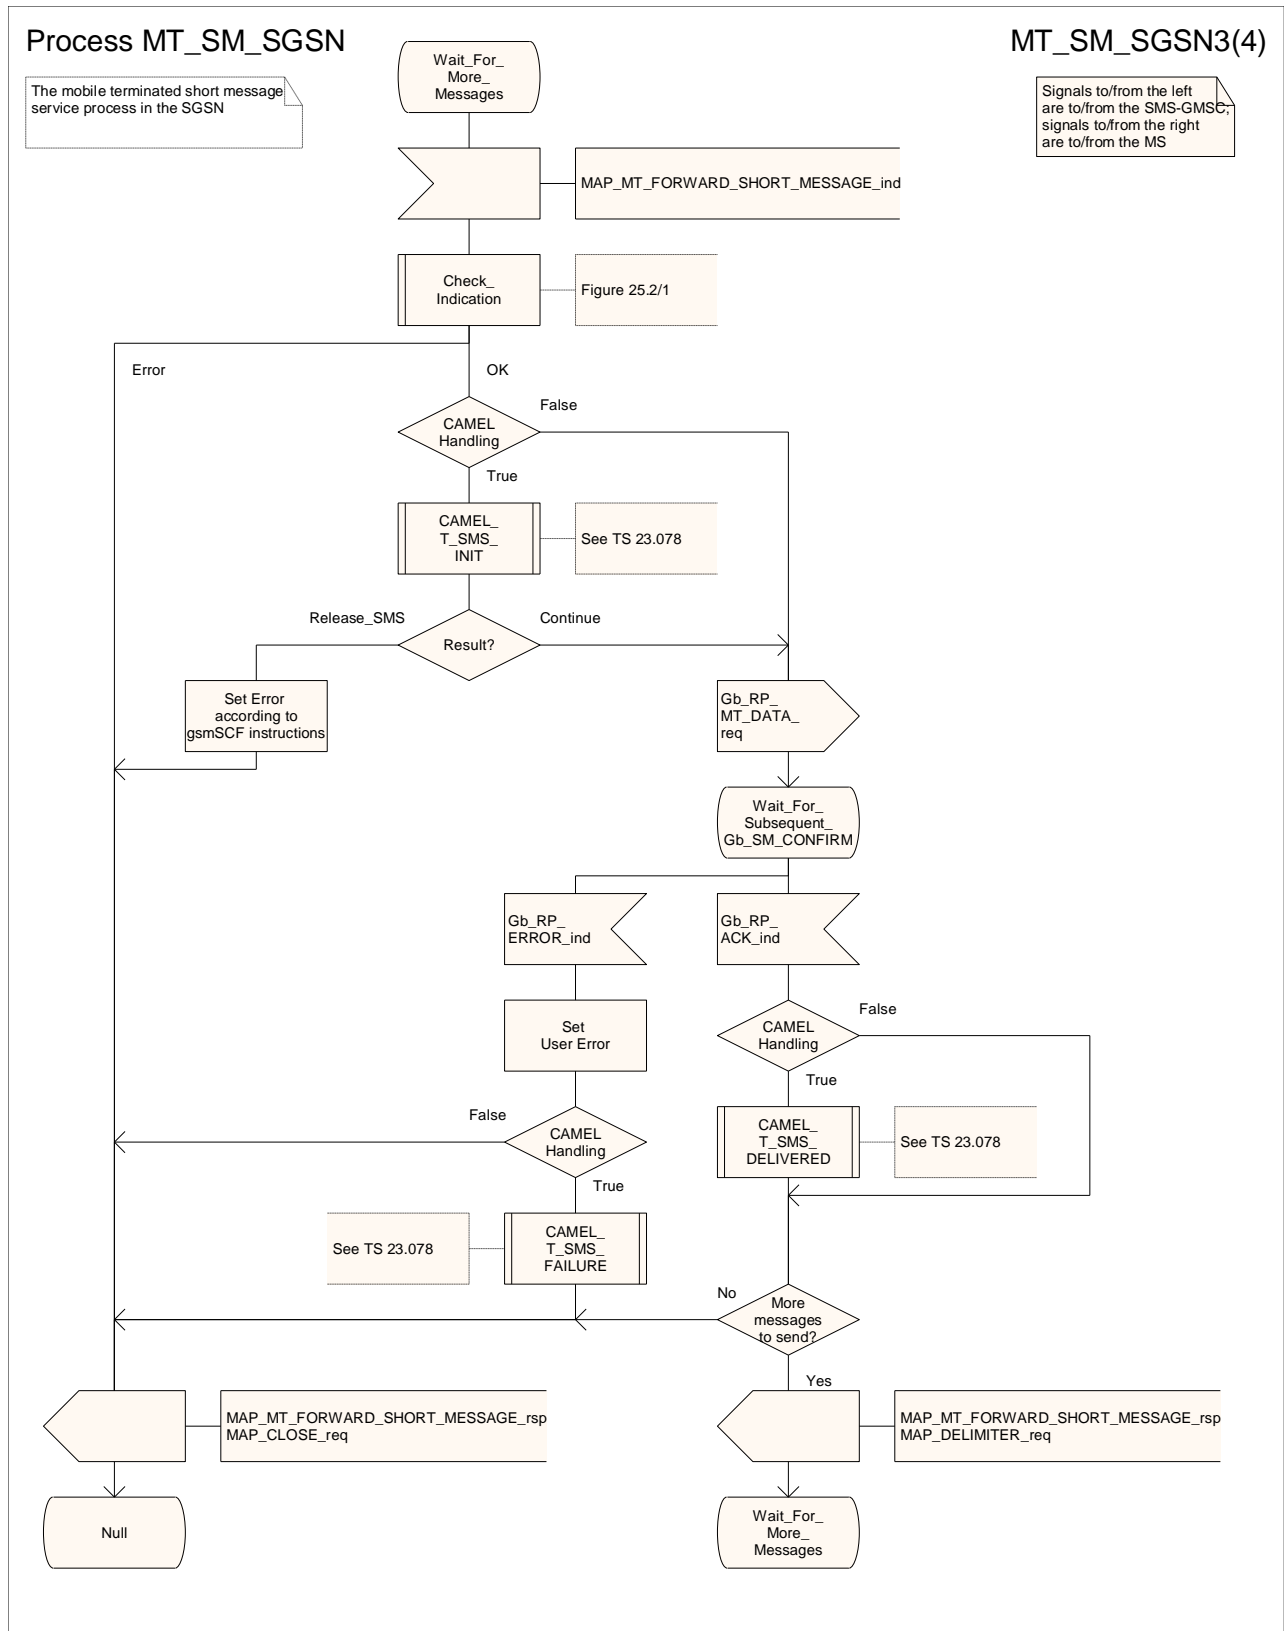 Process MT_SM_SGSN
MT_SM_SGSN3(4)
The mobile terminated short message
service process in the SGSN
Signals to/from the left
are to/from the SMS-GMSC;
signals to/from the right
are to/from the MS
Wait_For_
More_
Messages
MAP_MT_FORWARD_SHORT_MESSAGE_ind
Check_
Indication
Figure 25.2/1
Error
OK
CAMEL
Handling
False
True
CAMEL_
T_SMS_
INIT
See TS 23.078
Release_SMS
Result?
Continue
Set Error
according to
gsmSCF instructions
Gb_RP_
MT_DATA_
req
Wait_For_
Subsequent_
Gb_SM_CONFIRM
Gb_RP_
ERROR_ind
Gb_RP_
ACK_ind
Set
User Error
CAMEL
Handling
False
True
False
CAMEL
Handling
True
CAMEL_
T_SMS_
DELIVERED
See TS 23.078
See TS 23.078
CAMEL_
T_SMS_
FAILURE
No
More
messages
to send?
Yes
MAP_MT_FORWARD_SHORT_MESSAGE_rsp
MAP_CLOSE_req
MAP_MT_FORWARD_SHORT_MESSAGE_rsp
MAP_DELIMITER_req
Null
Wait_For_
More_
Messages